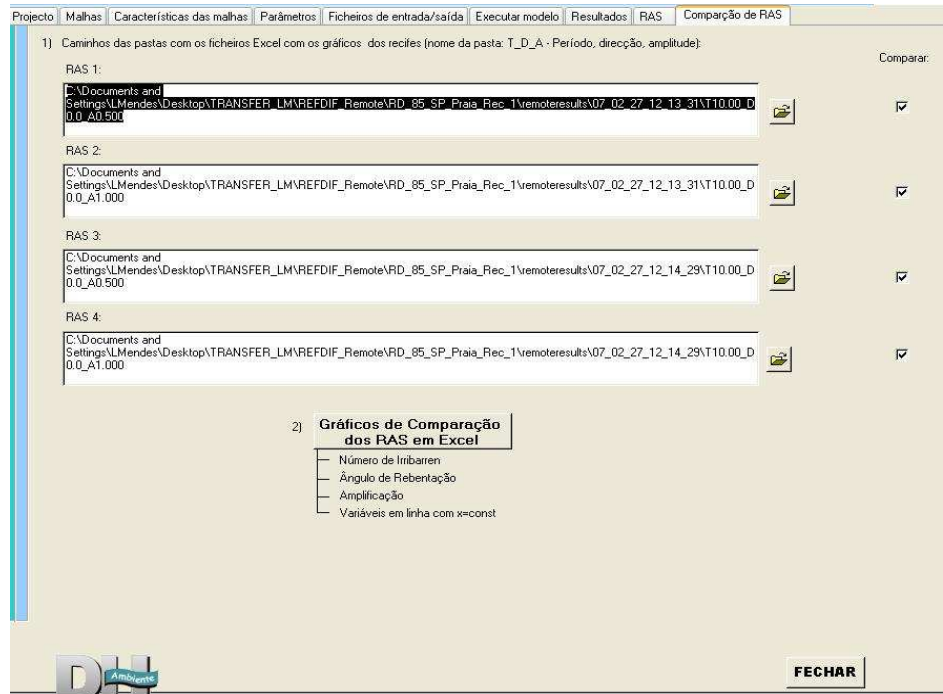 Projecto Malhas Características das malhas Parâmetros Ficheiros de entrada/saída Executar modelo Resultados RAS Comparção de RAS
1) Caminhos das pastas com os ficheiros Excel com os gráficos dos recifes (nome da pasta: T_D_A - Período, direcção, amplitude):
Comparar:
RAS 1:
C:\Documents and
Settings\LMendes\Desktop\TRANSFER_LM\REFDIF_Remote\RD_85_SP_Praia_Rec_1\remoteresults\07_02_27_12_13_31\T10.00_D
0.0_A0.500
RAS 2:
C:\Documents and
Settings\LMendes\Desktop\TRANSFER_LM\REFDIF_Remote\RD_85_SP_Praia_Rec_1\remoteresults\07_02_27_12_13_31\T10.00_D
0.0_A1.000
RAS 3:
C:\Documents and
Settings\LMendes\Desktop\TRANSFER_LM\REFDIF_Remote\RD_85_SP_Praia_Rec_1\remoteresults\07_02_27_12_14_29\T10.00_D
0.0_A0.500
RAS 4:
C:\Documents and
Settings\LMendes\Desktop\TRANSFER_LM\REFDIF_Remote\RD_85_SP_Praia_Rec_1\remoteresults\07_02_27_12_14_29\T10.00_D
0.0_A1.000
2) Gráficos de Comparação
dos RAS em Excel
Número de Irribarren
Ângulo de Rebentação
Amplificação
Variáveis em linha com x=const
DH
Ambiente
FECHAR